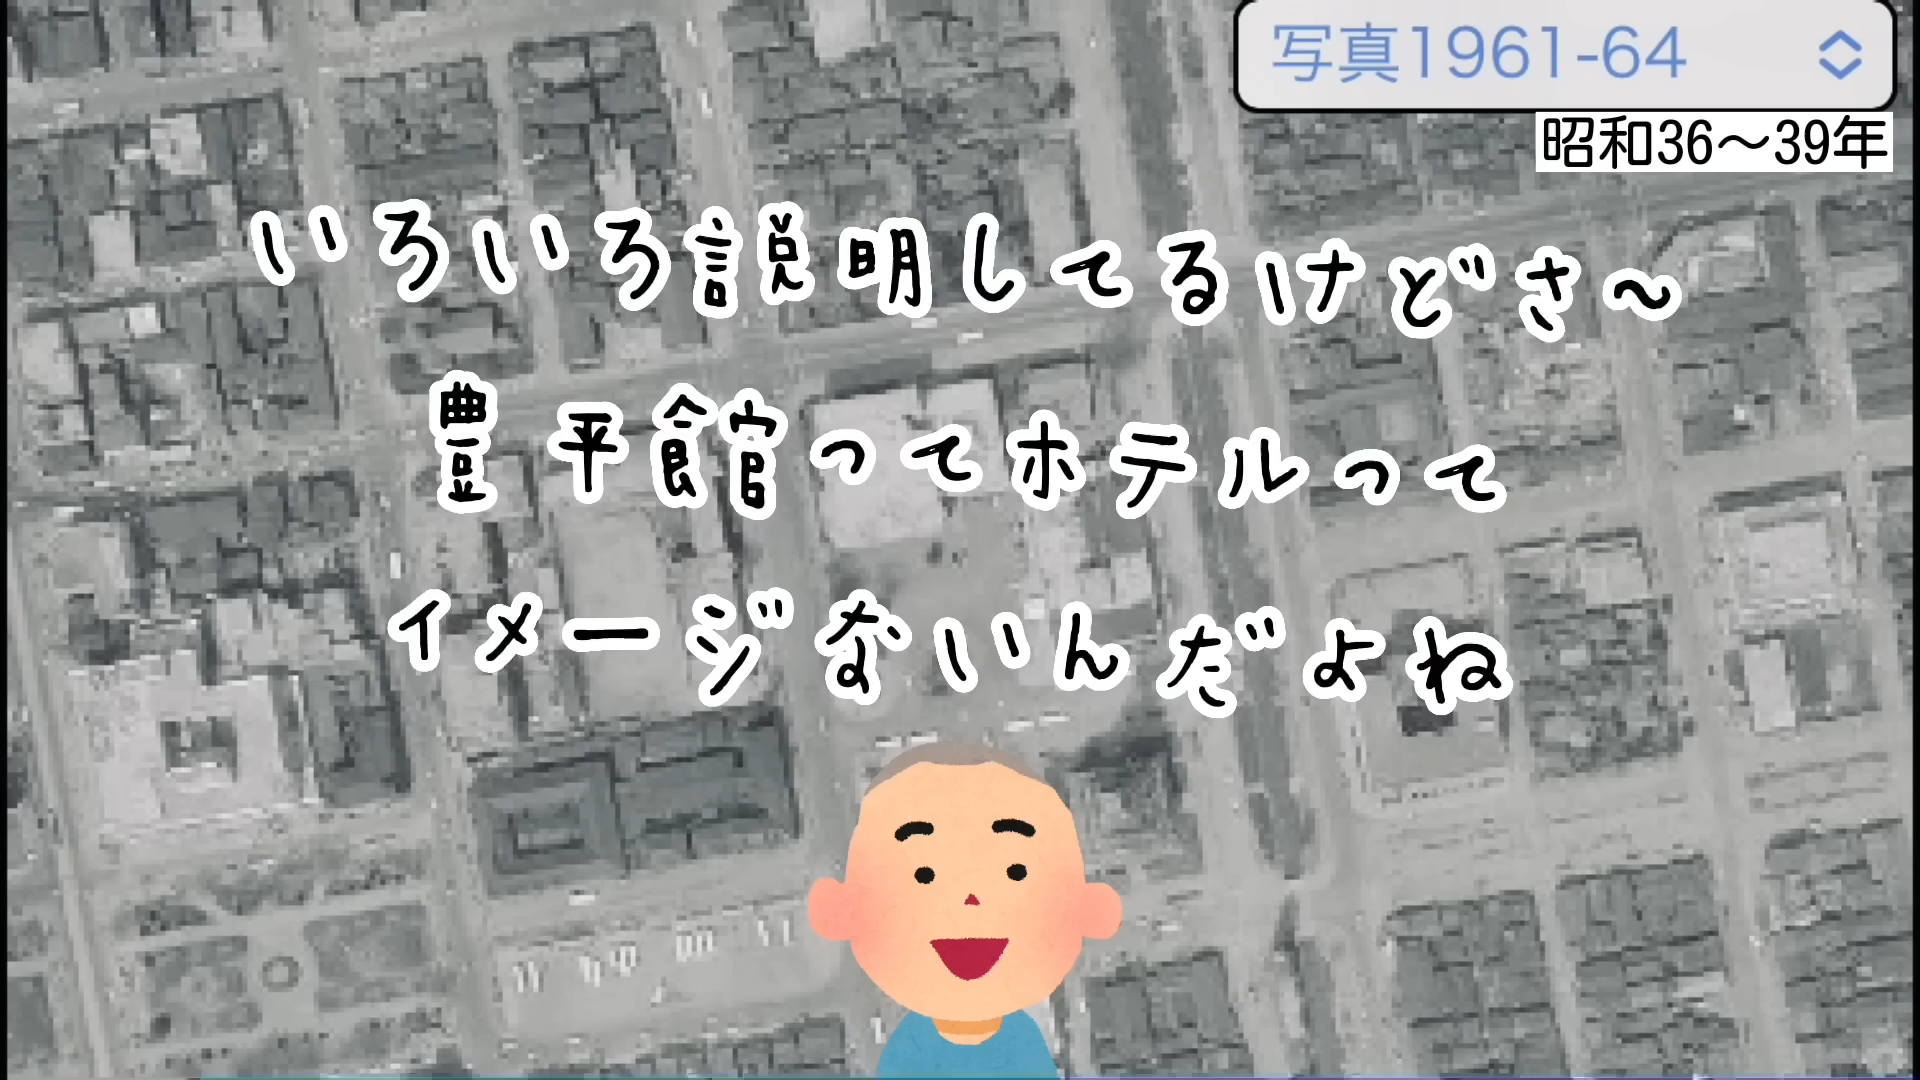 写真1961-64
昭和36～39年
いろいろ説明してるけどさ～
豊平館ってホテルって
イメージないんだよね